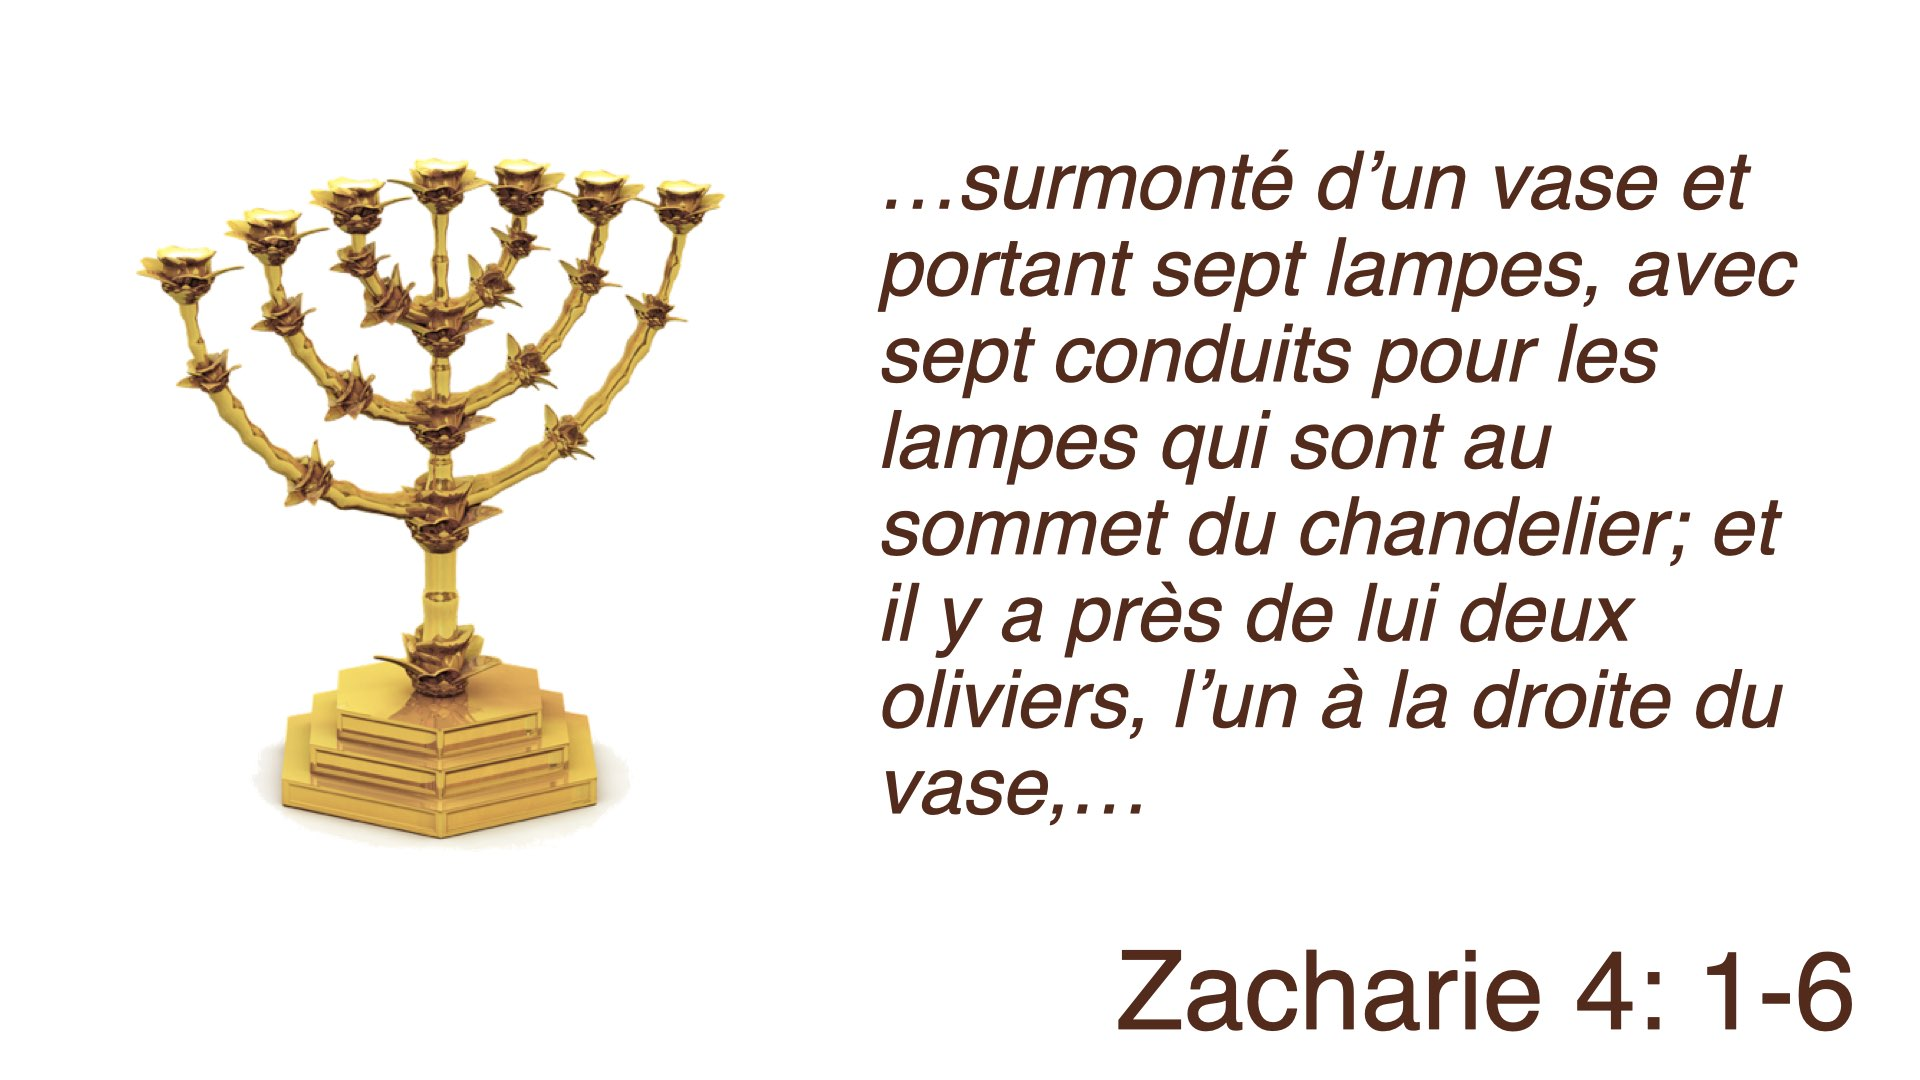 …surmonté d’un vase et
portant sept lampes, avec
sept conduits pour les
lampes qui sont au
sommet du chandelier; et
il y a près de lui deux
oliviers, l’un à la droite du
vase,…
Zacharie 4: 1-6